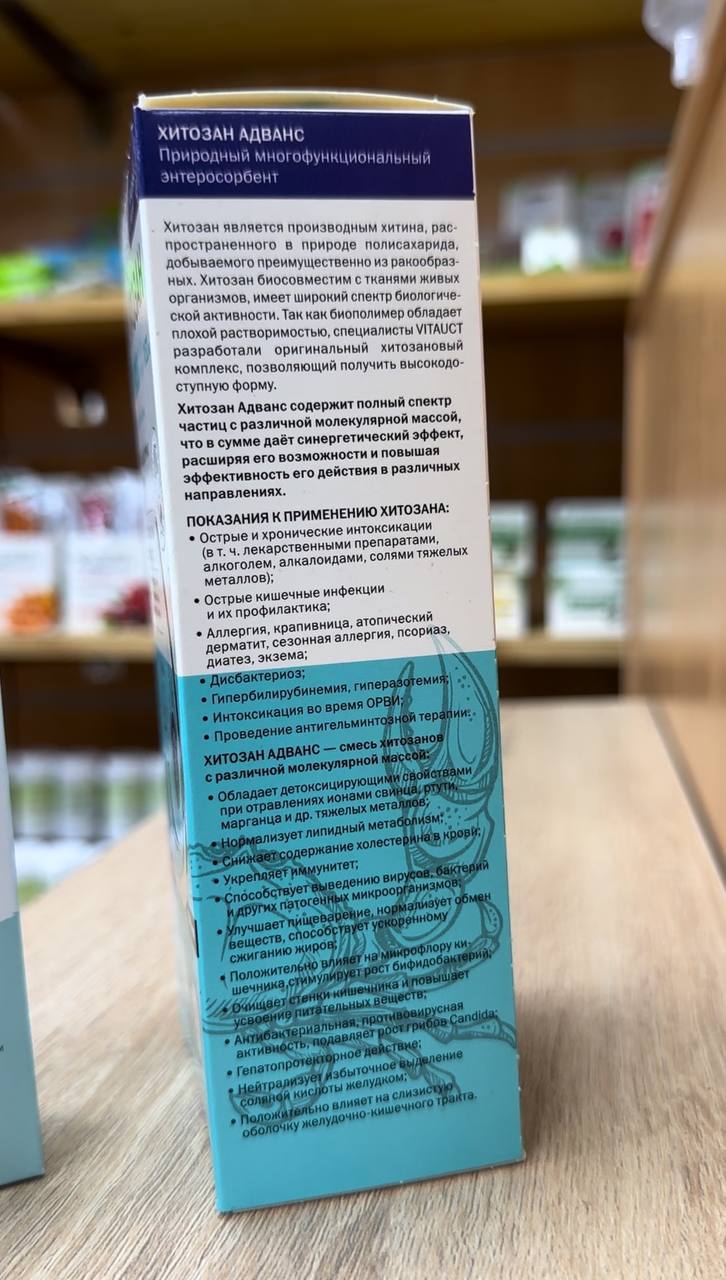 ХИТОЗАН АДВАНС
Природный многофункциональный
энтеросорбент
Хитозан является производным хитина, рас-
пространенного в природе полисахарида,
добываемого преимущественно из ракообраз-
ных. Хитозан биосовместим с тканями живых
организмов, имеет широкий спектр биологиче-
ской активности. Так как биополимер обладает
плохой растворимостью, специалисты VITAUCT
разработали оригинальный хитозановый
комплекс, позволяющий получить высокодо-
ступную форму.
Хитозан Адванс содержит полный спектр
частиц с различной молекулярной массой,
что в сумме даёт синергетический эффект,
расширяя его возможности и повышая
эффективность его действия в различных
направлениях.
ПОКАЗАНИЯ К ПРИМЕНЕНИЮ ХИТОЗАНА:
• Острые и хронические интоксикации
(в т. ч. лекарственными препаратами,
алкоголем, алкалоидами, солями тяжелых
металлов);
• Острые кишечные инфекции
и их профилактика;
• Аллергия, крапивница, атопический
дерматит, сезонная аллергия, псориаз,
диатез, экзема;
• Дисбактериоз;
• Гипербилирубинемия, гиперазотемия;
• Интоксикация во время ОРВИ;
• Проведение антигельминтозной терапии.
ХИТОЗАН АДВАНС — смесь хитозанов
с различной молекулярной массой:
• Обладает детоксицирующими свойствами
при отравлениях ионами свинца, ртути,
марганца и др. тяжелых металлов;
• Нормализует липидный метаболизм;
• Снижает содержание холестерина в крови;
• Укрепляет иммунитет;
• Способствует выведению вирусов, бактерий
и других патогенных микроорганизмов;
• Улучшает пищеварение, нормализует обмен
веществ, способствует ускоренному
сжиганию жиров;
• Положительно влияет на микрофлору ки-
шечника, стимулирует рост бифидобактерий;
• Очищает стенки кишечника и повышает
усвоение питательных веществ;
• Антибактериальная, противовирусная
активность, подавляет рост грибов Candida;
• Гепатопротекторное действие;
• Нейтрализует избыточное выделение
соляной кислоты желудком;
• Положительно влияет на слизистую
оболочку желудочно-кишечного тракта.